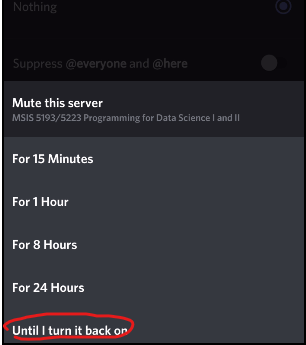 Nothing
Suppress @everyone and @here
Mute this server
MSIS 5193/5223 Programming for Data Science I and II
For 15 Minutes
For 1 Hour
For 8 Hours
For 24 Hours
Until I turn it back on